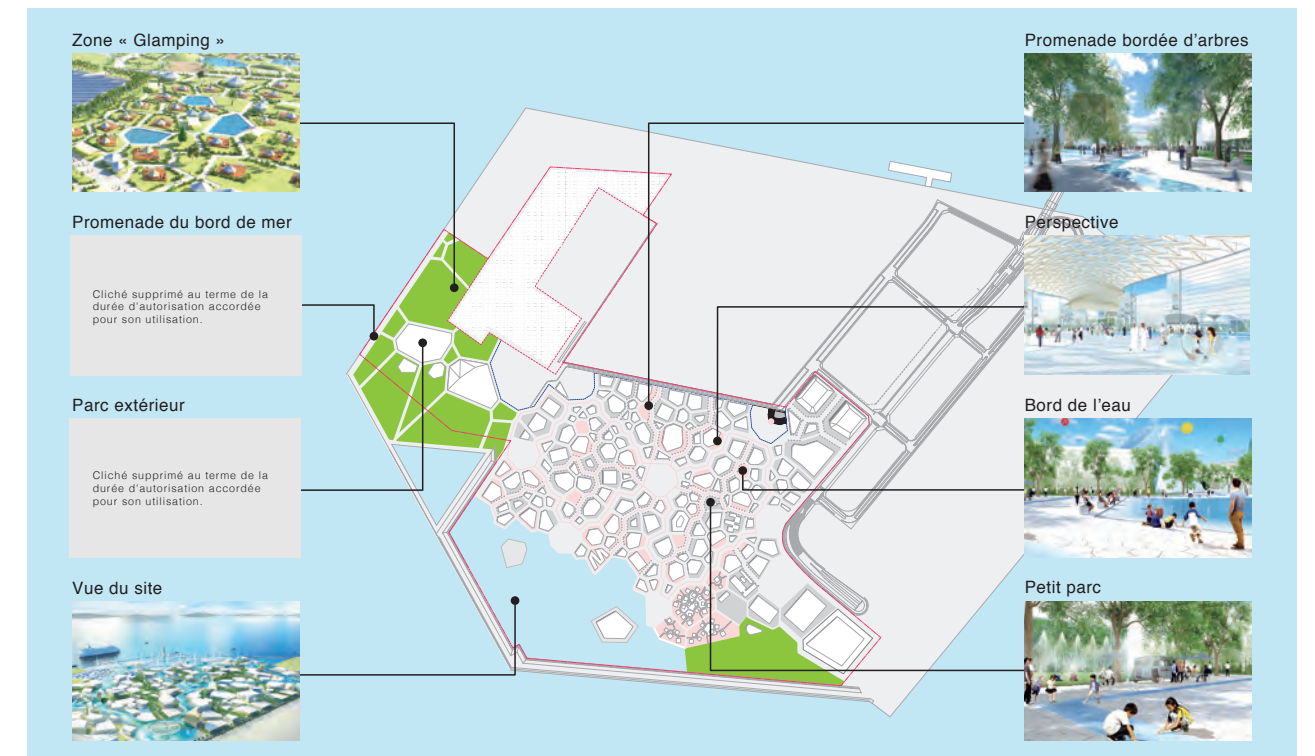 Zone « Glamping »
Promenade du bord de mer
Cliché supprimé au terme de la
durée d'autorisation accordée
pour son utilisation.
Parc extérieur
Cliché supprimé au terme de la
durée d'autorisation accordée
pour son utilisation.
Vue du site
Promenade bordée d'arbres
Perspective
Bord de l'eau
Petit parc